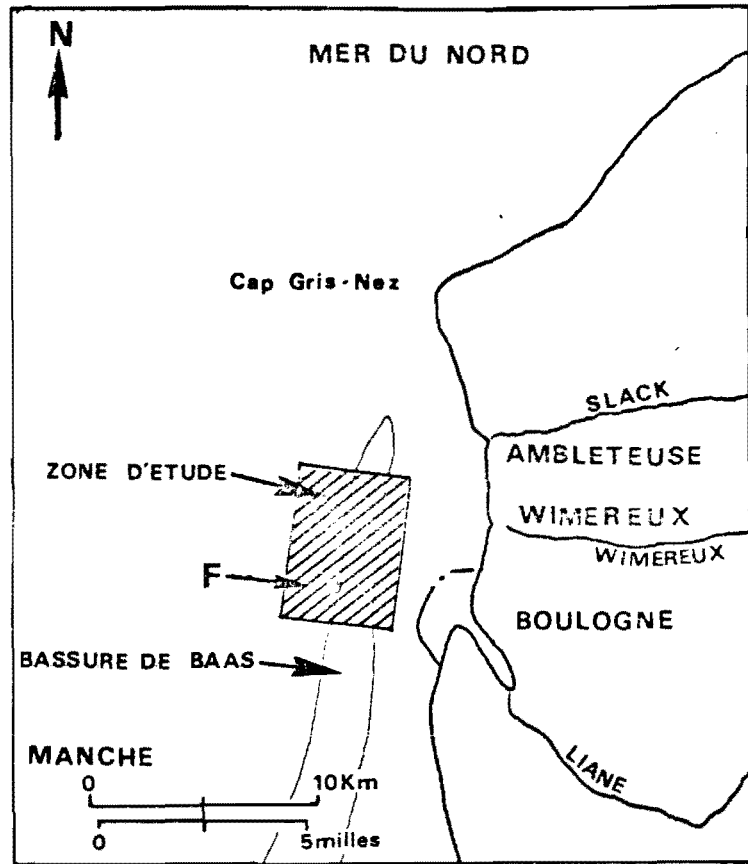 N
MER DU NORD
Cap Gris-Nez
SLACK
AMBLETEUSE
ZONE D'ETUDE
WIMEREUX
WIMEREUX
F
BOULOGNE
BASSURE DE BAAS
MANCHE
LIANE
0 10Km
0 5milles